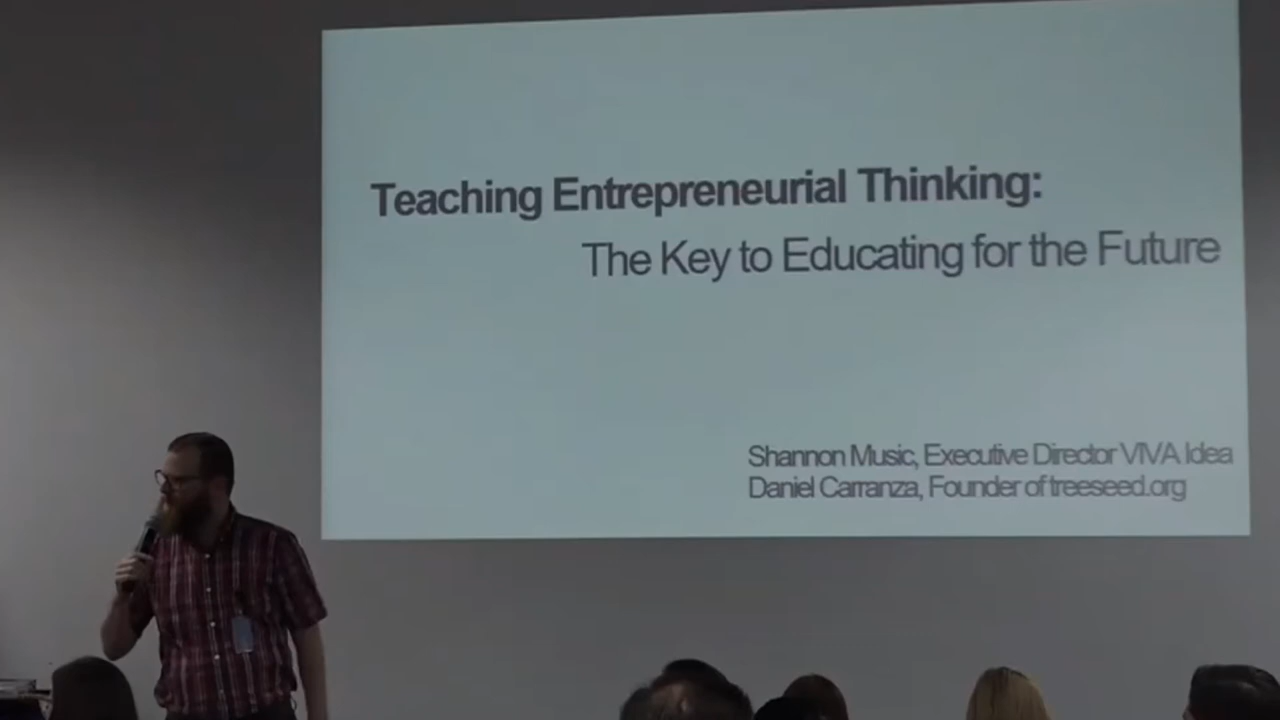 Teaching Entrepreneurial Thinking:
The Key to Educating for the Future
Shannon Music, Executive Director VIVA Idea
Daniel Carranza, Founder of treeseed.org